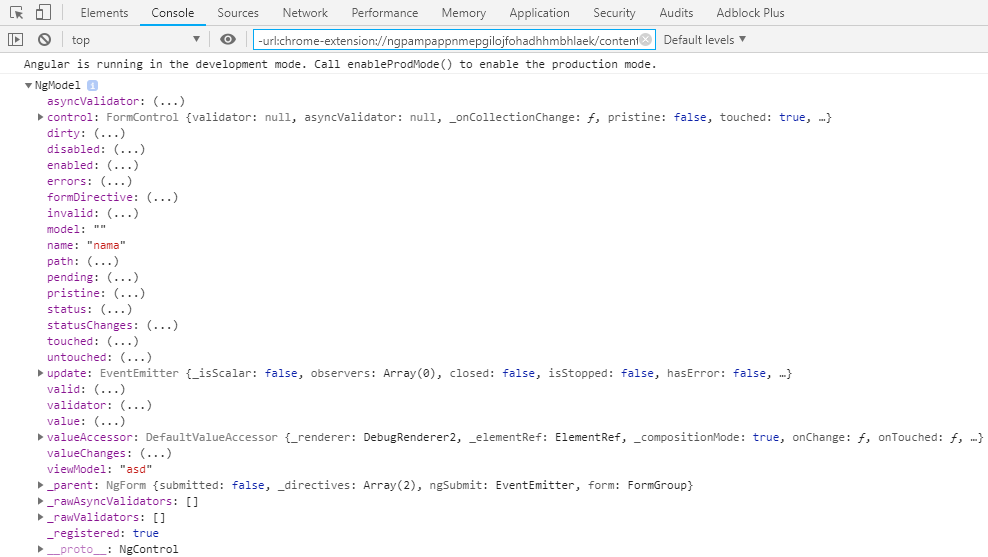 Elements Console Sources Network Performance Memory Application Security Audits Adblock Plus
top ▼ -url:chrome-extension://ngpampappnmepgilojfohadhhmbhlaek/content Default levels ▼
Angular is running in the development mode. Call enableProdMode() to enable the production mode.
▼NgModel i
asyncValidator: (...)
▶control: FormControl {validator: null, asyncValidator: null, _onCollectionChange: ƒ, pristine: false, touched: true, …}
dirty: (...)
disabled: (...)
enabled: (...)
errors: (...)
formDirective: (...)
invalid: (...)
model: ""
name: "nama"
path: (...)
pending: (...)
pristine: (...)
status: (...)
statusChanges: (...)
touched: (...)
untouched: (...)
▶update: EventEmitter {_isScalar: false, observers: Array(0), closed: false, isStopped: false, hasError: false, …}
valid: (...)
validator: (...)
value: (...)
▶valueAccessor: DefaultValueAccessor {_renderer: DebugRenderer2, _elementRef: ElementRef, _compositionMode: true, onChange: ƒ, onTouched: ƒ, …}
valueChanges: (...)
viewModel: "asd"
▶_parent: NgForm {submitted: false, _directives: Array(2), ngSubmit: EventEmitter, form: FormGroup}
▶_rawAsyncValidators: []
▶_rawValidators: []
_registered: true
▶__proto__: NgControl